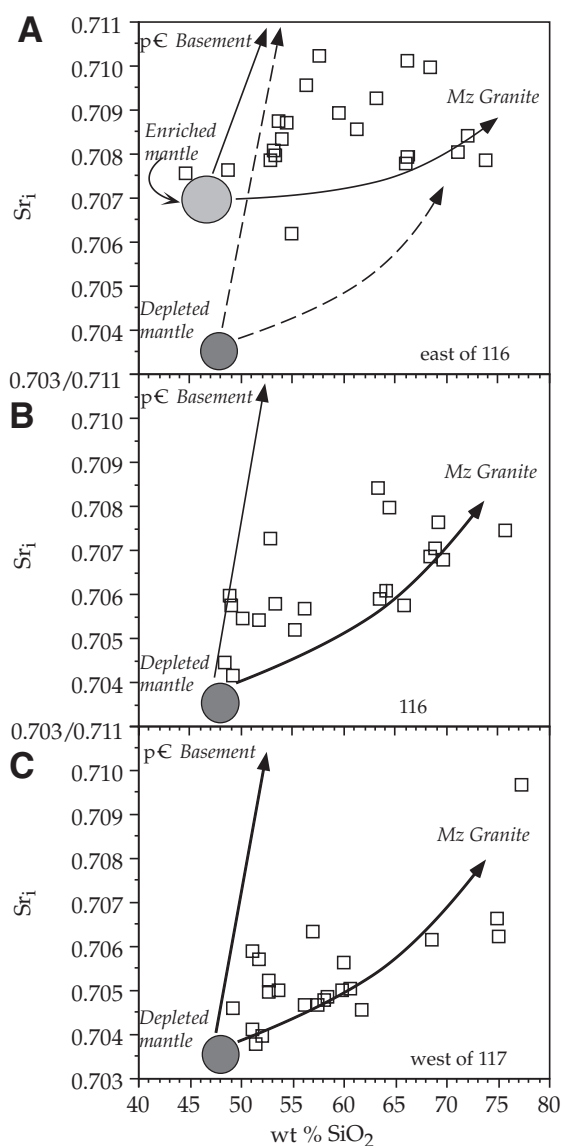 A
0.711
0.710
0.709
0.708
0.707
0.706
0.705
0.704
0.703/0.711
Sri
p€ Basement
Enriched
mantle
Mz Granite
Depleted
mantle
east of 116
B
0.710
0.709
0.708
0.707
0.706
0.705
0.704
0.703/0.711
Sri
p€ Basement
Mz Granite
Depleted
mantle
116
C
0.710
0.709
0.708
0.707
0.706
0.705
0.704
0.703
Sri
p€ Basement
Mz Granite
Depleted
mantle
west of 117
40 45 50 55 60 65 70 75 80
wt % SiO2